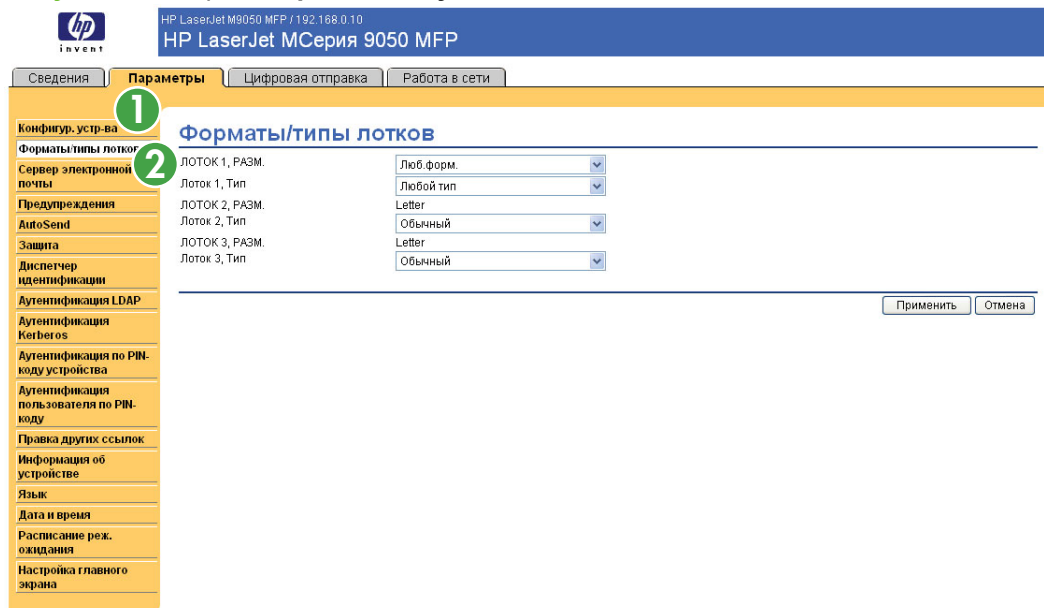 hp
invent
HP LaserJet M9050 MFP / 192.168.0.10
HP LaserJet MСерия 9050 MFP
Сведения
Параметры
Цифровая отправка
Работа в сети
1
2
Конфигур. устр-ва
Форматы/типы лотков
Сервер электронной
почты
Предупреждения
AutoSend
Защита
Диспетчер
идентификации
Аутентификация LDAP
Аутентификация
Kerberos
Аутентификация по PIN-
коду устройства
Аутентификация
пользователя по PIN-
коду
Правка других ссылок
Информация об
устройстве
Язык
Дата и время
Расписание реж.
ожидания
Настройка главного
экрана
Форматы/типы лотков
ЛОТОК 1, РАЗМ. Люб.форм.
Лоток 1, Тип Любой тип
ЛОТОК 2, РАЗМ. Letter
Лоток 2, Тип Обычный
ЛОТОК 3, РАЗМ. Letter
Лоток 3, Тип Обычный
Применить Отмена